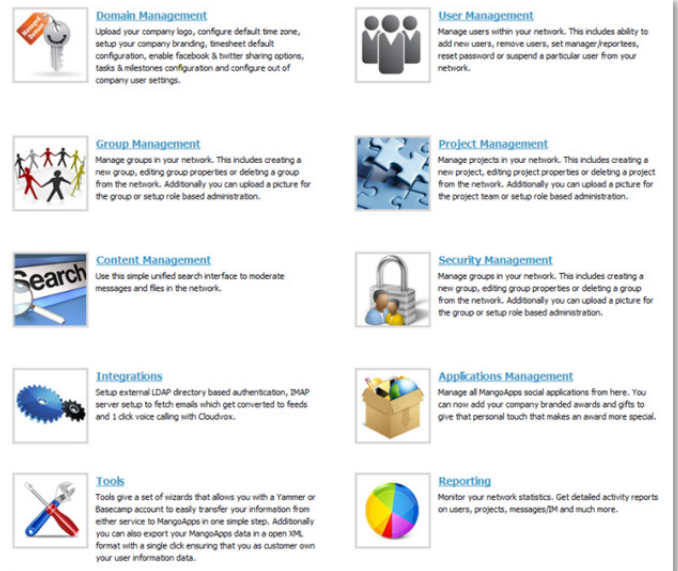 Managed
Domain
Domain Management
Upload your company logo, configure default time zone,
setup your company branding, timesheet default
configuration, enable facebook & twitter sharing options,
tasks & milestones configuration and configure out of
company user settings.
User Management
Manage users within your network. This includes ability to
add new users, remove users, set manager/reportees,
reset password or suspend a particular user from your
network.
Group Management
Manage groups in your network. This includes creating a
new group, editing group properties or deleting a group
from the network. Additionally you can upload a picture for
the group or setup role based administration.
Project Management
Manage projects in your network. This includes creating a
new project, editing project properties or deleting a project
from the network. Additionally you can upload a picture for
the project team or setup role based administration.
Search
Content Management
Use this simple unified search interface to moderate
messages and files in the network.
Security Management
Manage groups in your network. This includes creating a
new group, editing group properties or deleting a group
from the network. Additionally you can upload a picture for
the group or setup role based administration.
Integrations
Setup external LDAP directory based authentication, IMAP
server setup to fetch emails which get converted to feeds
and 1 click voice calling with Cloudvox.
Applications Management
Manage all MangoApps social applications from here. You
can now add your company branded awards and gifts to
give that personal touch that makes an award more special.
Tools
Tools give a set of wizards that allows you with a Yammer or
Basecamp account to easily transfer your information from
either service to MangoApps in one simple step. Additionally
you can also export your MangoApps data in a open XML
format with a single click ensuring that you as customer own
your user information data.
Reporting
Monitor your network statistics. Get detailed activity reports
on users, projects, messages/IM and much more.